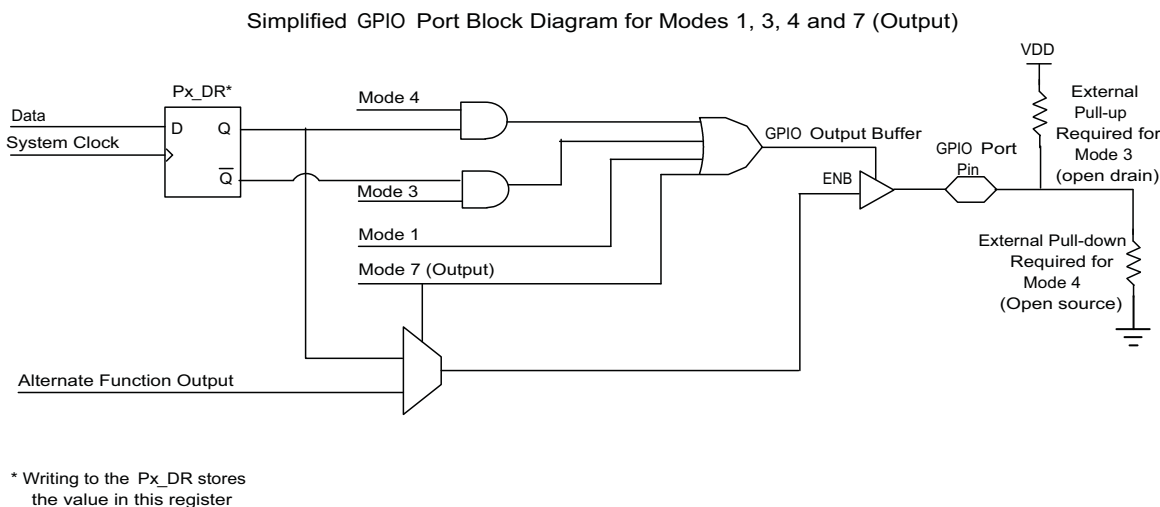 Simplified GPIO Port Block Diagram for Modes 1, 3, 4 and 7 (Output)
VDD
Px_DR*
Mode 4
External
Pull-up
Required for
Mode 3
(open drain)
Data
D
Q
System Clock
GPIO Output Buffer
GPIO Port
Pin
Q
ENB
Mode 3
Mode 1
External Pull-down
Required for
Mode 4
(Open source)
Mode 7 (Output)
Alternate Function Output
* Writing to the Px_DR stores
the value in this register